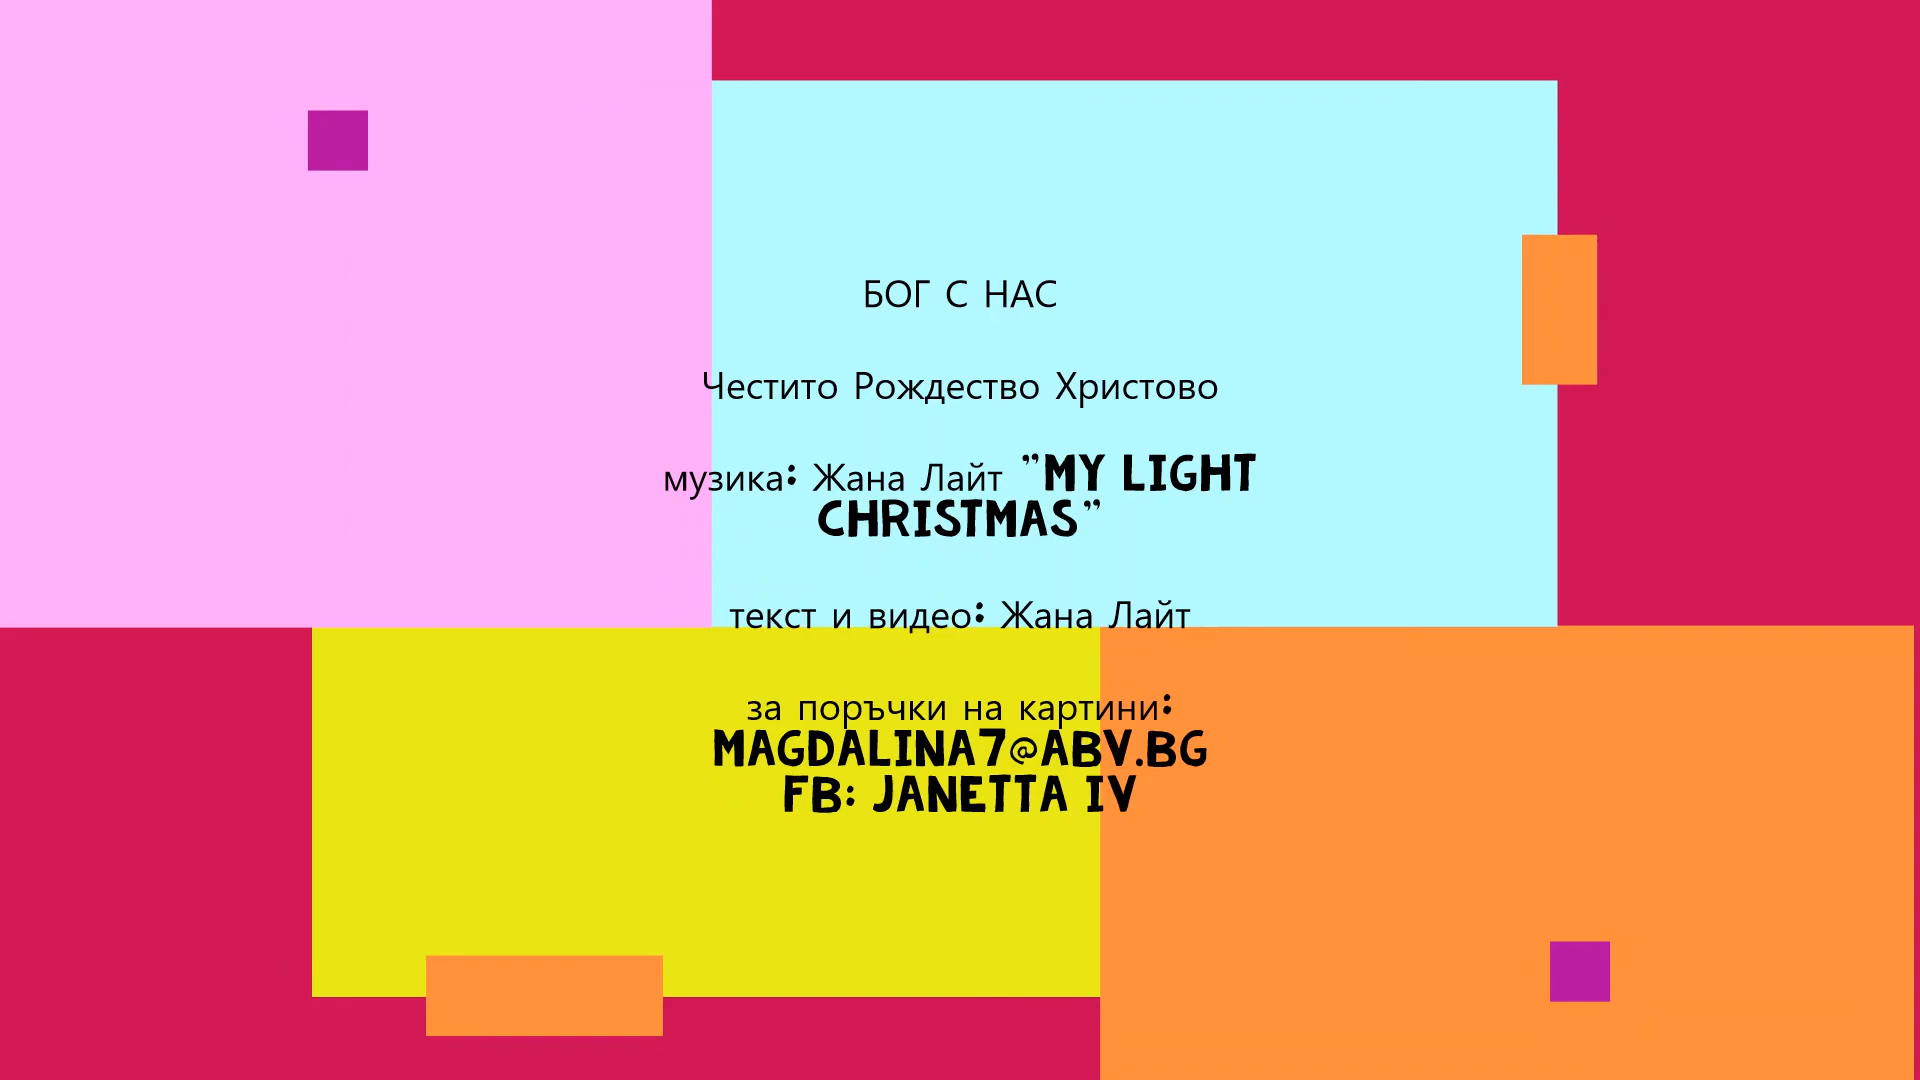 БОГ С НАС
Честито Рождество Христово
музика: Жана Лайт "MY LIGHT
CHRISTMAS"
текст и видео: Жана Лайт
за поръчки на картини:
MAGDALINA7@ABV.BG
FB: JANETTA IV